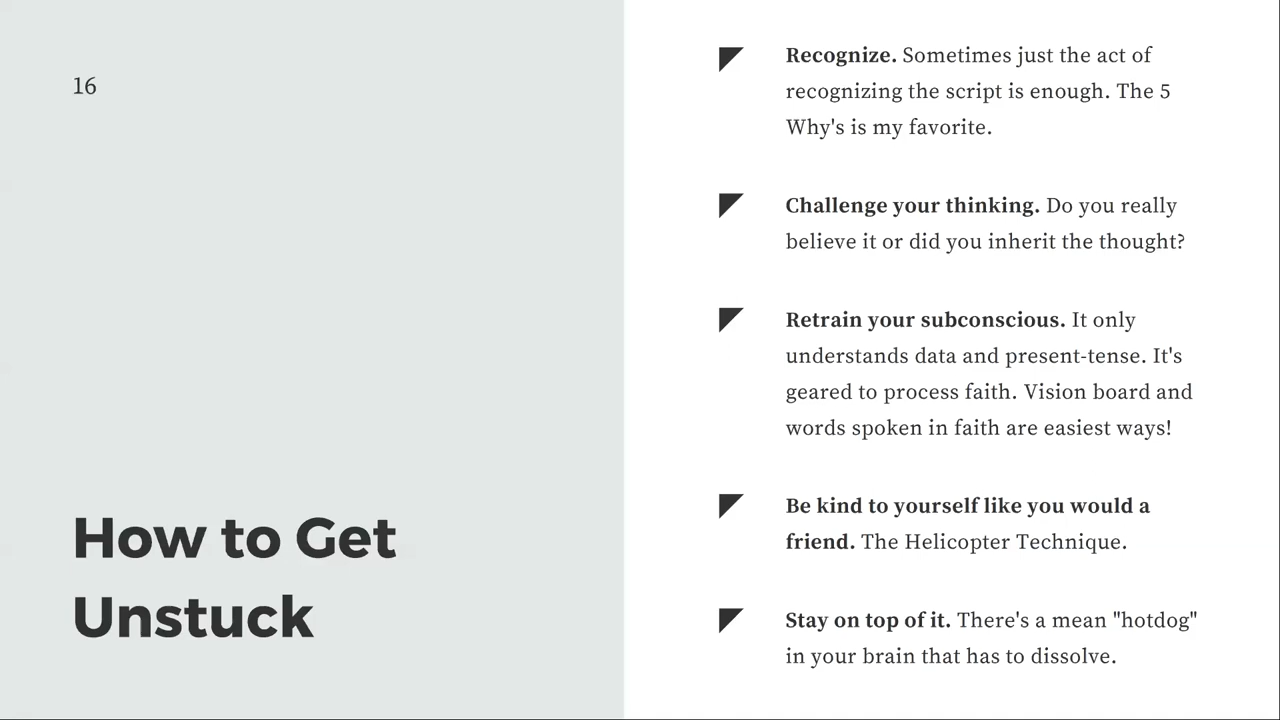 16
How to Get
Unstuck
Recognize. Sometimes just the act of
recognizing the script is enough. The 5
Why's is my favorite.
Challenge your thinking. Do you really
believe it or did you inherit the thought?
Retrain your subconscious. It only
understands data and present-tense. It's
geared to process faith. Vision board and
words spoken in faith are easiest ways!
Be kind to yourself like you would a
friend. The Helicopter Technique.
Stay on top of it. There's a mean "hotdog"
in your brain that has to dissolve.